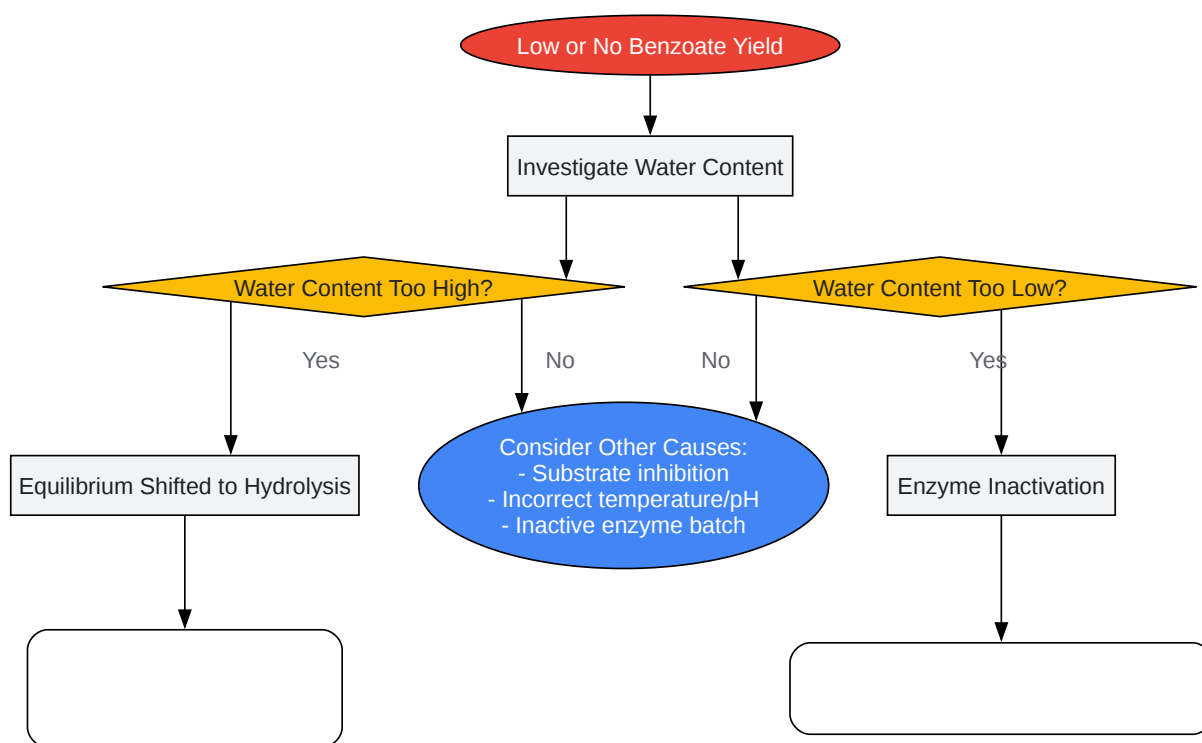 Low or No Benzoate Yield
Investigate Water Content
Water Content Too High?
Water Content Too Low?
Yes
No
No
Yes
Consider Other Causes:
- Substrate inhibition
- Incorrect temperature/pH
- Inactive enzyme batch
Equilibrium Shifted to Hydrolysis
Enzyme Inactivation